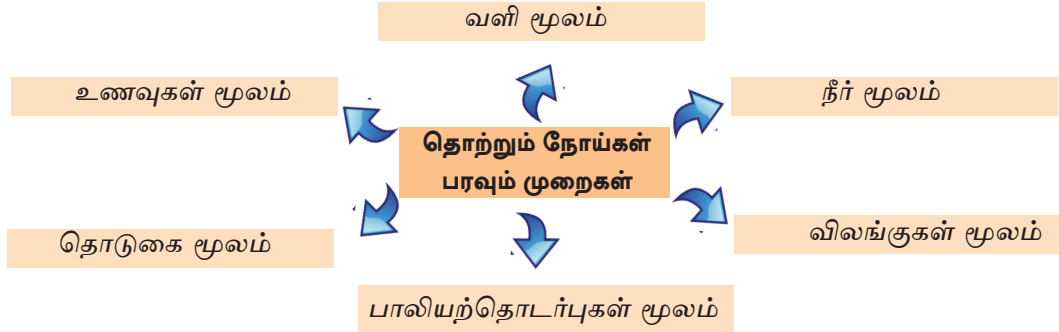 வளி மூலம்
உணவுகள் மூலம்
நீர் மூலம்
தொற்றும் நோய்கள்
பரவும் முறைகள்
தொடுகை மூலம்
விலங்குகள் மூலம்
பாலியற்தொடர்புகள் மூலம்